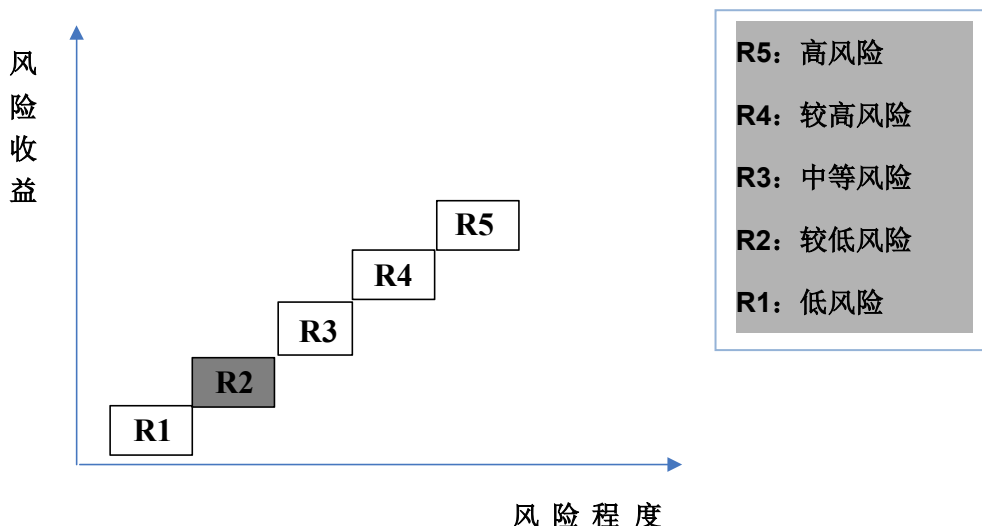 风险收益
R5
R4
R3
R2
R1
风险程度
R5：高风险
R4：较高风险
R3：中等风险
R2：较低风险
R1：低风险